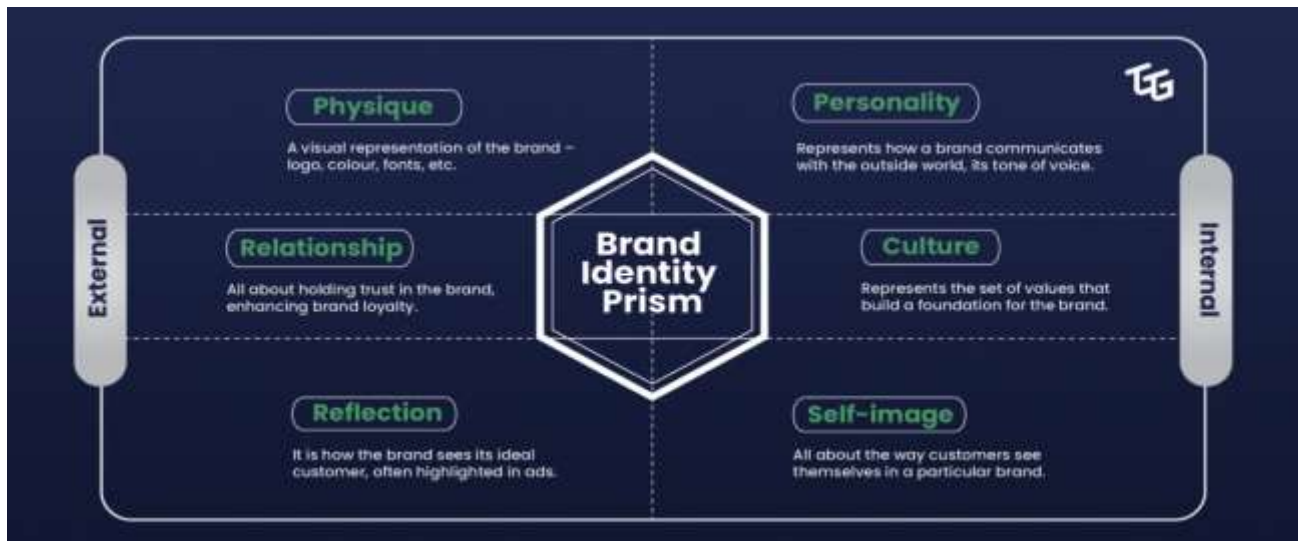 Physique
A visual representation of the brand –
logo, colour, fonts, etc.
Personality
Represents how a brand communicates
with the outside world, its tone of voice.
TG
External
Relationship
All about holding trust in the brand,
enhancing brand loyalty.
Brand
Identity
Prism
Culture
Represents the set of values that
build a foundation for the brand.
Internal
Reflection
It is how the brand sees its ideal
customer, often highlighted in ads.
Self-image
All about the way customers see
themselves in a particular brand.